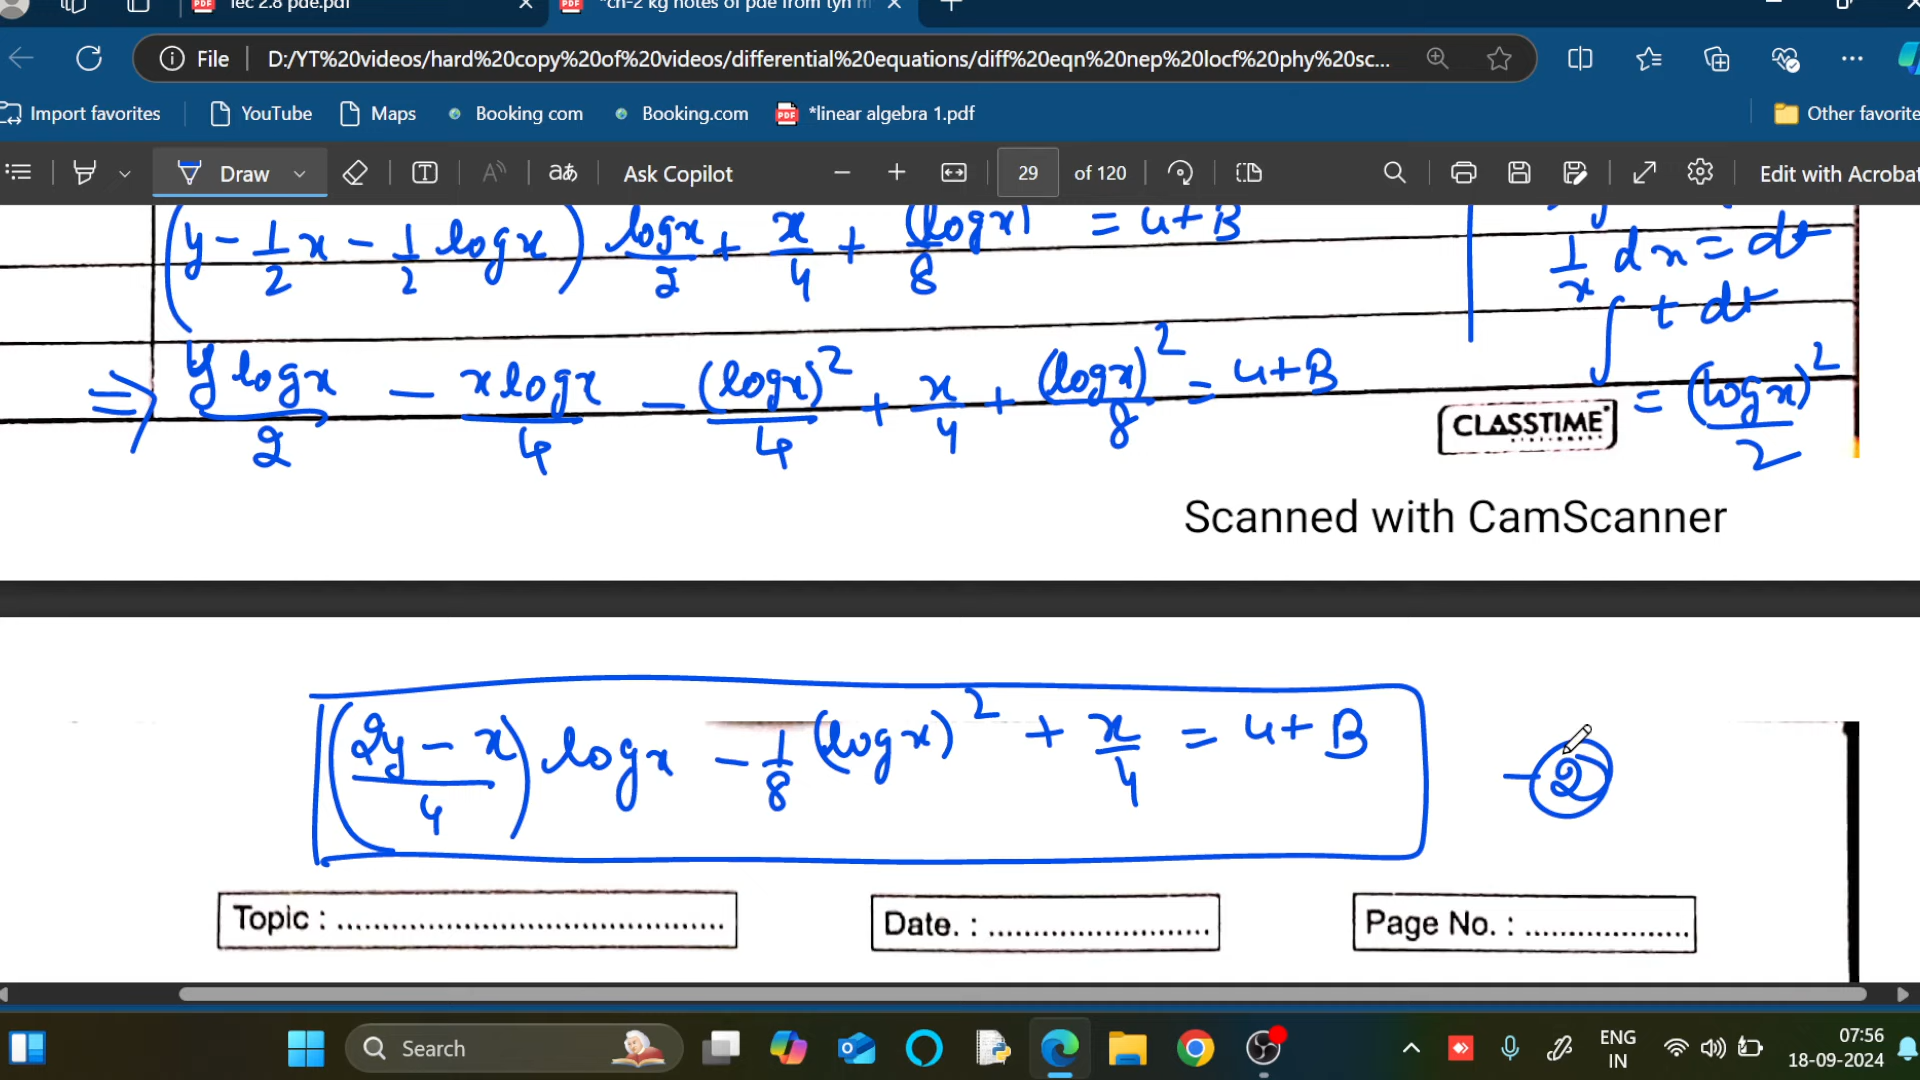 lec 2.8 pde.pdf
*ch-2 kg notes of pde from tyn m
File D:/YT%20videos/hard%20copy%20of%20videos/differential%20equations/diff%20eqn%20nep%20locf%20phy%20sc...
Import favorites YouTube Maps Booking com Booking.com *linear algebra 1.pdf Other favorite
Draw aあ Ask Copilot 29 of 120 Edit with Acrobat
(y - 1/2 x - 1/2 log x) log x/2 + x/4 + (log x)/8 = u + B
1/x dx = dt
∫ t dt
⇒ y log x/2 - x log x/4 - (log x)²/4 + x/4 + (log x)²/8 = u + B
= (log x)²/2
CLASSTIME
Scanned with CamScanner
((2y - x)/4) log x - 1/8 (log x)² + x/4 = u + B - ②
Topic : ........................................ Date. : ........................ Page No. : ..................
Search ENG IN 07:56 18-09-2024